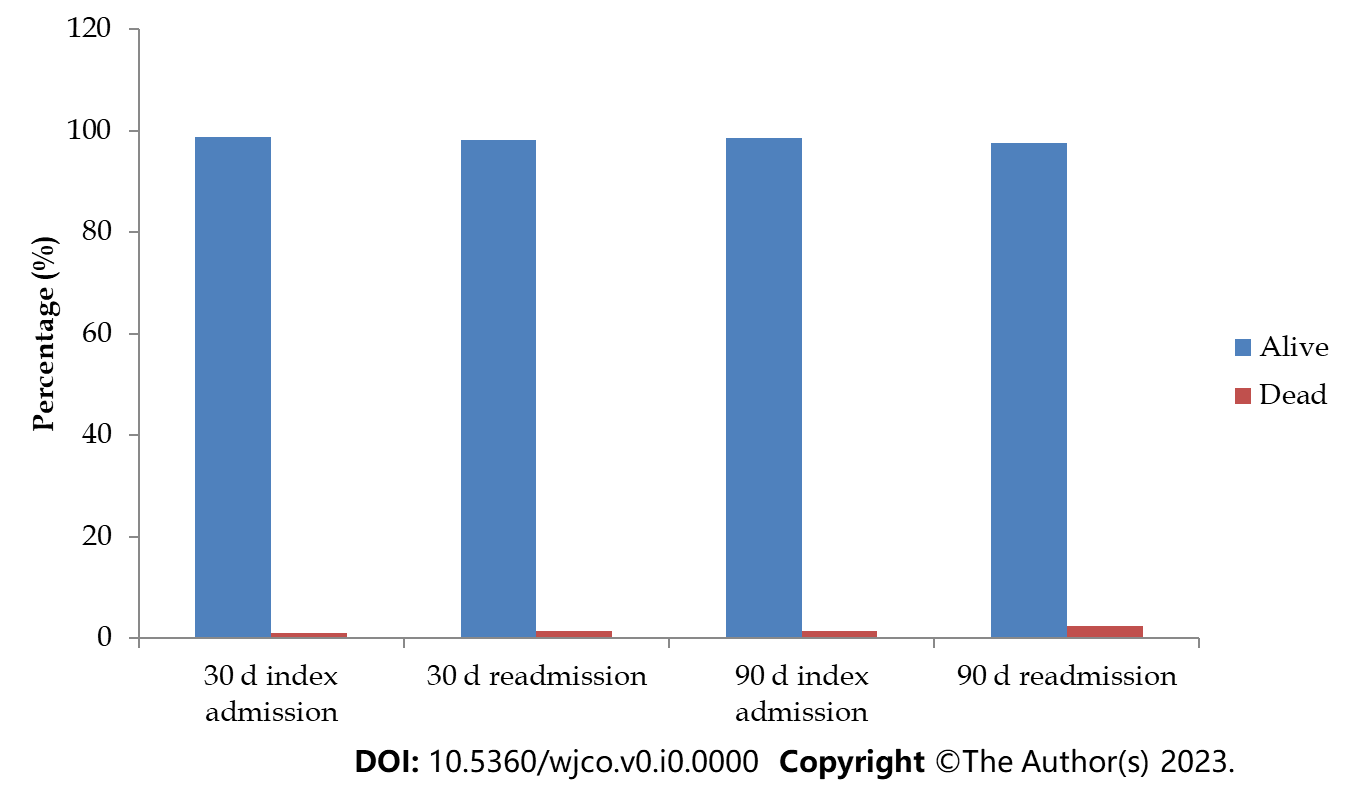 120
100
80
60
40
20
0
Percentage (%)
30 d index
admission
30 d readmission
90 d index
admission
90 d readmission
Alive
Dead
DOI: 10.5360/wjco.v0.i0.0000 Copyright ©The Author(s) 2023.